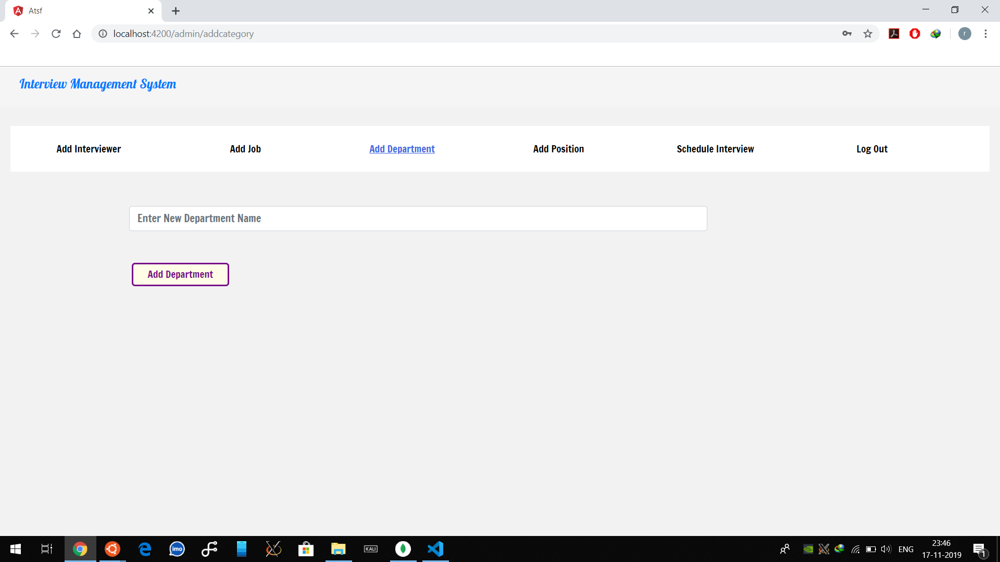 Atsf
localhost:4200/admin/addcategory
r
Interview Management System
Add Interviewer Add Job Add Department Add Position Schedule Interview Log Out
Enter New Department Name
Add Department
imo
KALI
ENG
23:46
17-11-2019
1